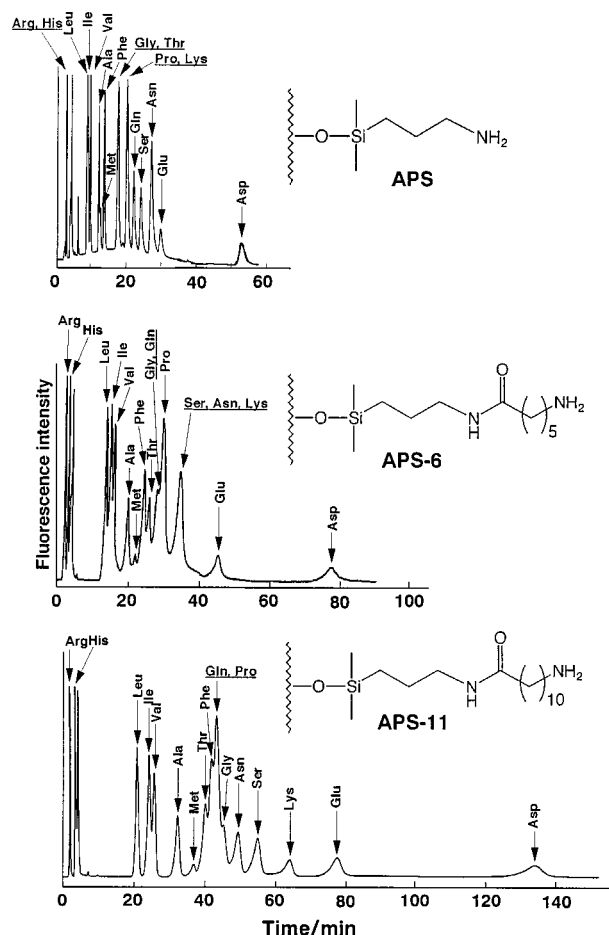 Arg, His
Leu
Ile
Val
Ala
Phe
Gly, Thr
Pro, Lys
Met
Gln
Ser
Asn
Glu
Asp
O
Si
NH2
APS
0
20
40
60
Arg
His
Leu
Ile
Val
Ala
Met
Phe
Thr
Gly, Gln
Pro
Ser, Asn, Lys
Glu
Asp
O
Si
N
H
O
5
NH2
APS-6
Fluorescence intensity
0
20
40
60
80
100
ArgHis
Leu
Ile
Val
Ala
Met
Thr
Phe
Gln, Pro
Gly
Asn
Ser
Lys
Glu
Asp
O
Si
N
H
O
10
NH2
APS-11
0
20
40
60
80
100
120
140
Time/min